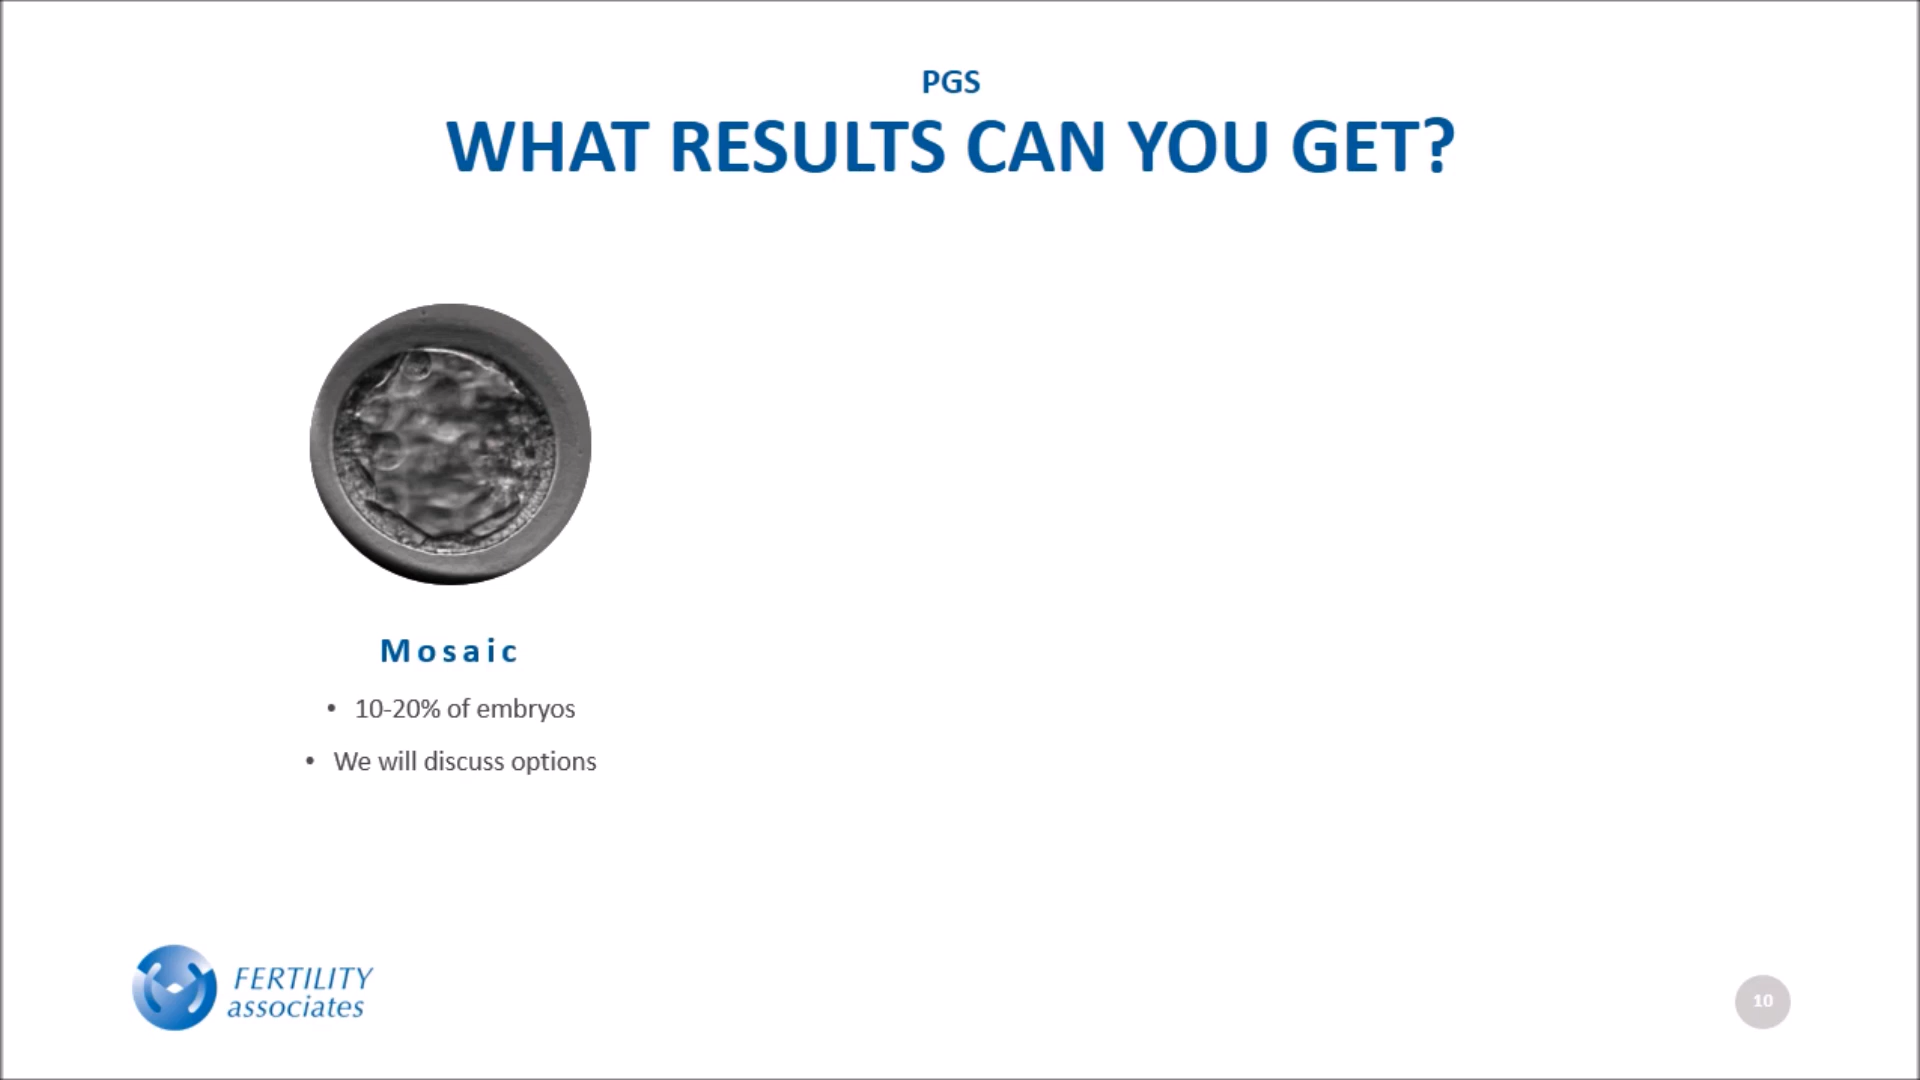 PGS
WHAT RESULTS CAN YOU GET?
Mosaic
• 10-20% of embryos
• We will discuss options
FERTILITY
associates
10